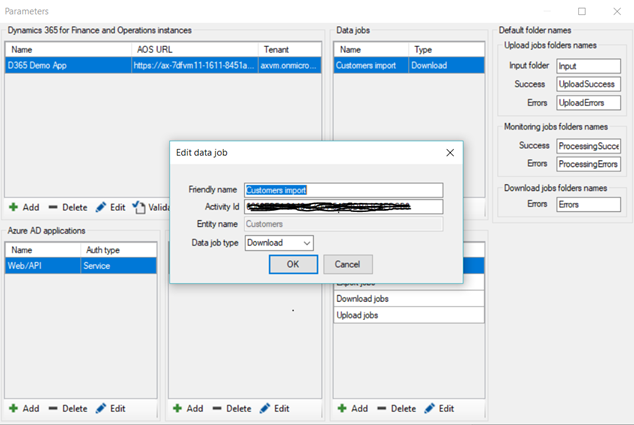 Parameters
Dynamics 365 for Finance and Operations instances
Name AOS URL Tenant
D365 Demo App https://ax-7dfvm11-1611-8451a... axvm.onmicro...
Add Delete Edit Valida
Data jobs
Name Type
Customers import Download
Default folder names
Upload jobs folders names
Input folder Input
Success UploadSuccess
Errors UploadErrors
Monitoring jobs folders names
Success ProcessingSucce
Errors ProcessingErrors
Download jobs folders names
Errors Errors
Edit data job
Friendly name Customers import
Activity Id
Entity name Customers
Data job type Download
OK Cancel
Azure AD applications
Name Auth type
Web/API Service
Add Delete Edit
Add Delete Edit
Download jobs
Upload jobs
Add Delete Edit